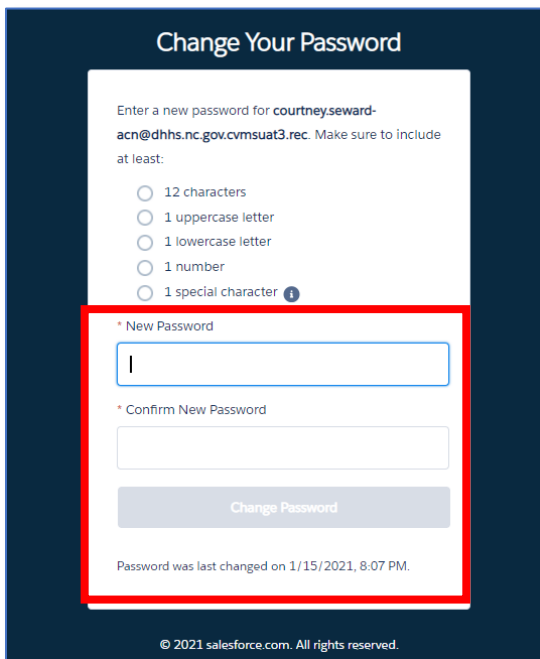 Change Your Password
Enter a new password for courtney.seward-
acn@dhhs.nc.gov.cvmsuat3.rec. Make sure to include
at least:
12 characters
1 uppercase letter
1 lowercase letter
1 number
1 special character i
* New Password
* Confirm New Password
Change Password
Password was last changed on 1/15/2021, 8:07 PM.
© 2021 salesforce.com. All rights reserved.